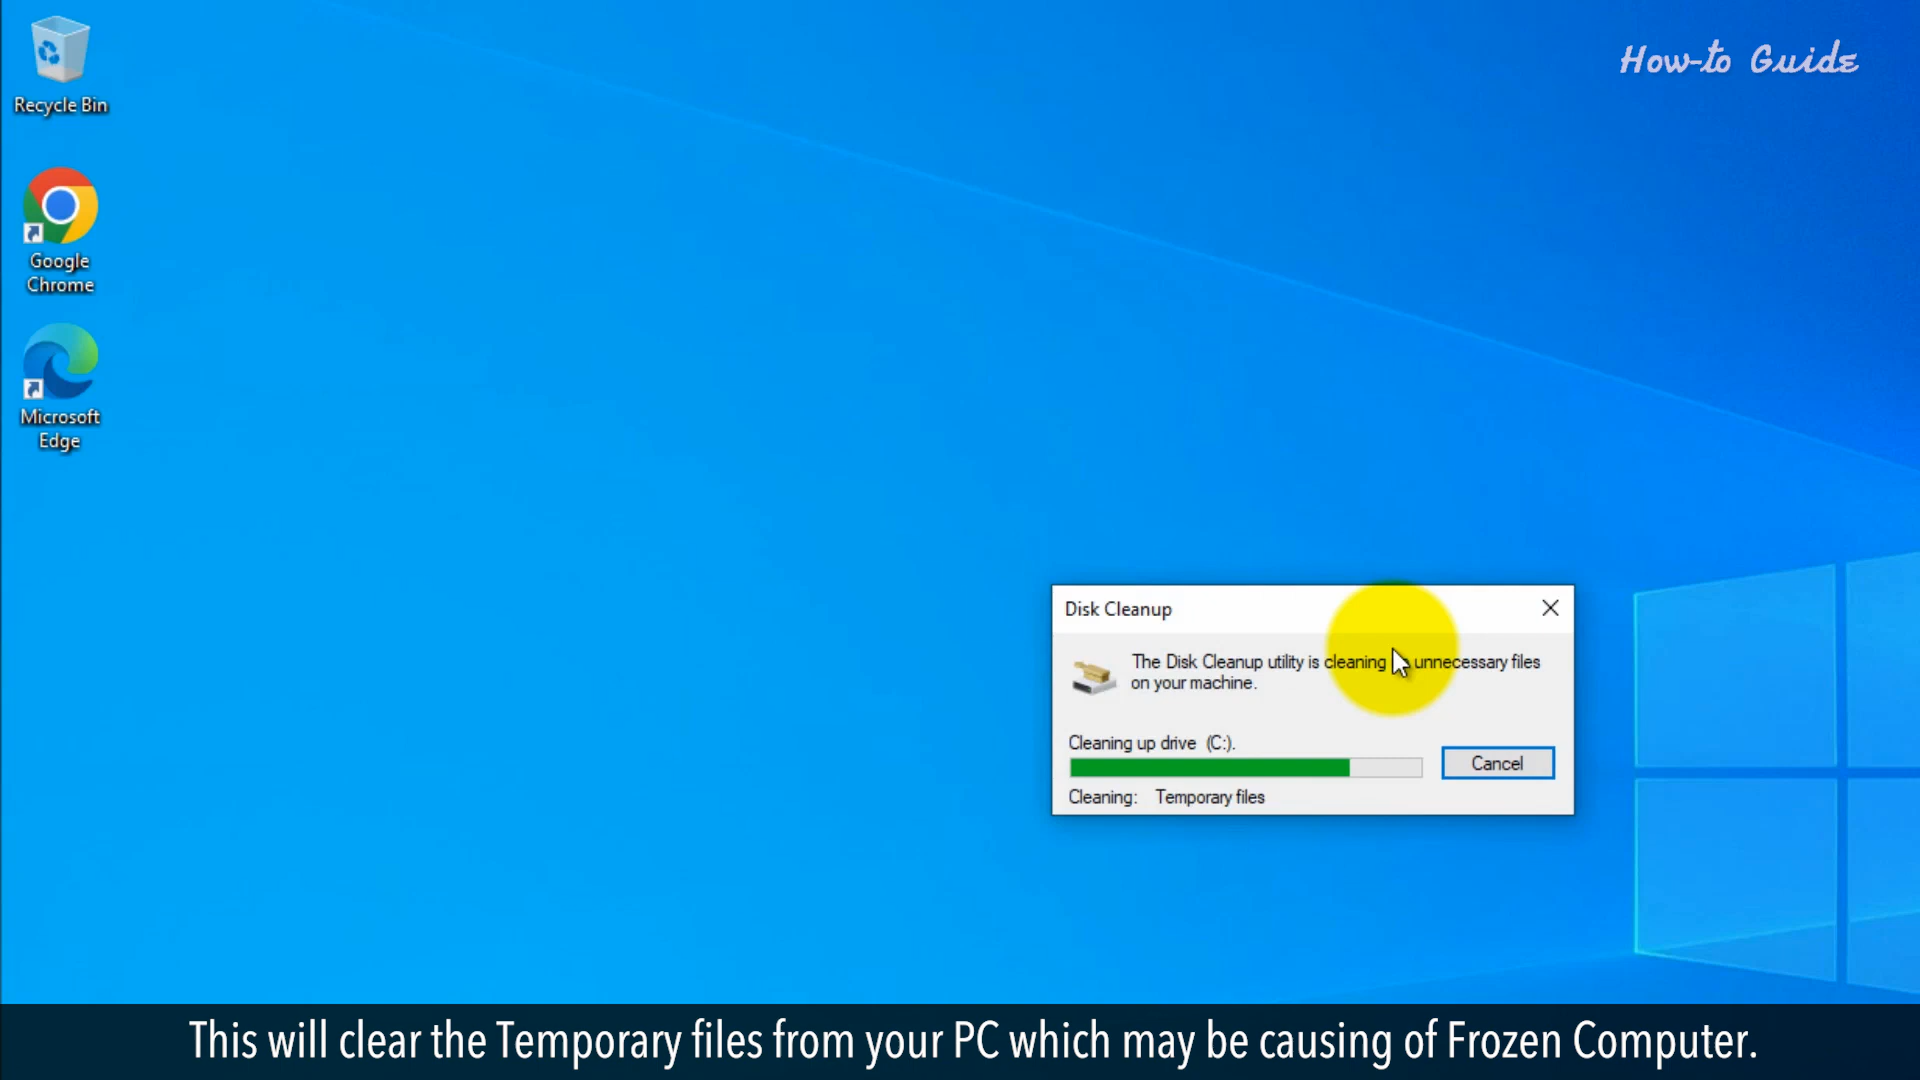 How-to Guide
Recycle Bin
Google
Chrome
Microsoft
Edge
Disk Cleanup
The Disk Cleanup utility is cleaning unnecessary files
on your machine.
Cleaning up drive (C:).
Cancel
Cleaning: Temporary files
This will clear the Temporary files from your PC which may be causing of Frozen Computer.